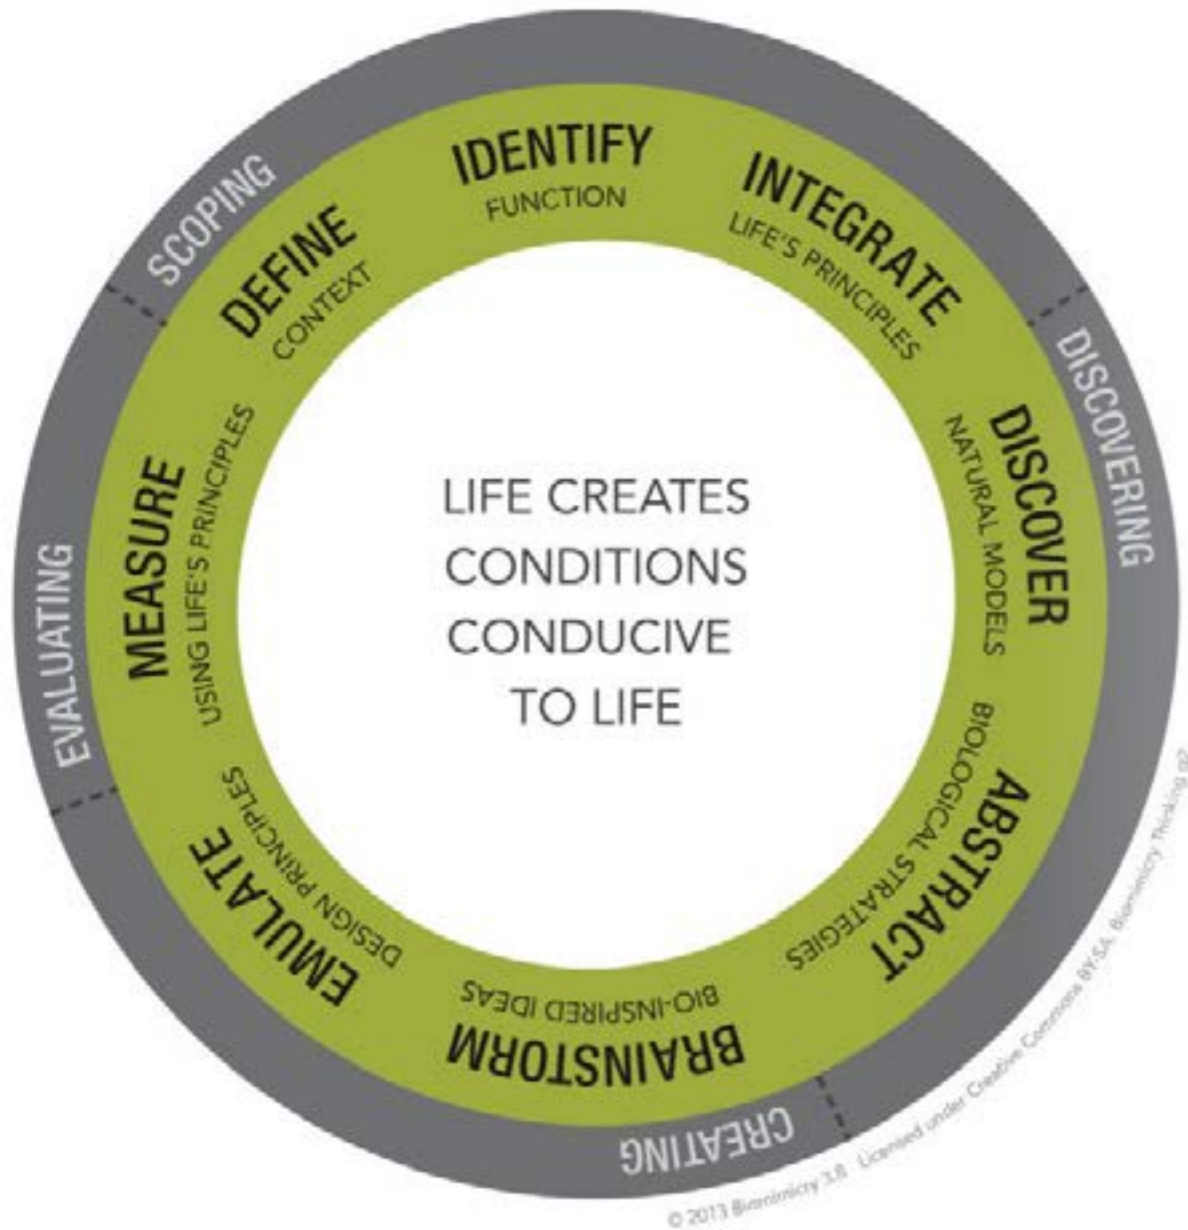 SCOPING
DEFINE
CONTEXT
IDENTIFY
FUNCTION
INTEGRATE
LIFE'S PRINCIPLES
DISCOVERING
DISCOVER
NATURAL MODELS
ABSTRACT
BIOLOGICAL STRATEGIES
CREATING
BRAINSTORM
BIO-INSPIRED IDEAS
EMULATE
DESIGN PRINCIPLES
EVALUATING
MEASURE
USING LIFE'S PRINCIPLES
LIFE CREATES
CONDITIONS
CONDUCIVE
TO LIFE
© 2013 Biomimicry 3.8 Licensed under Creative Commons BY-SA. Biomimicry Thinking